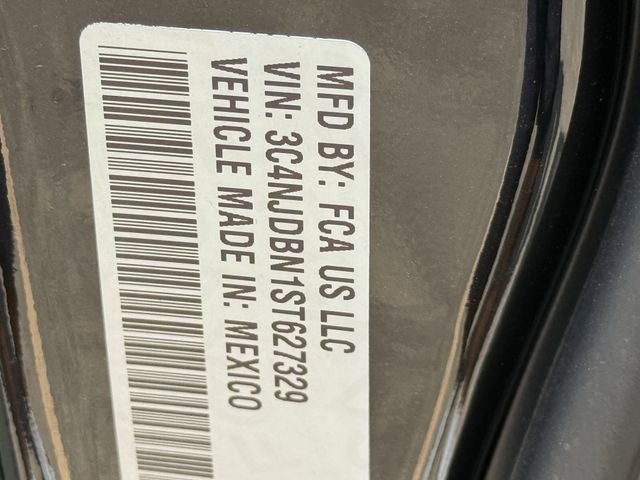 MFD BY: FCA US LLC
VIN: 3C4NJDBN1ST627329
VEHICLE MADE IN: MEXICO